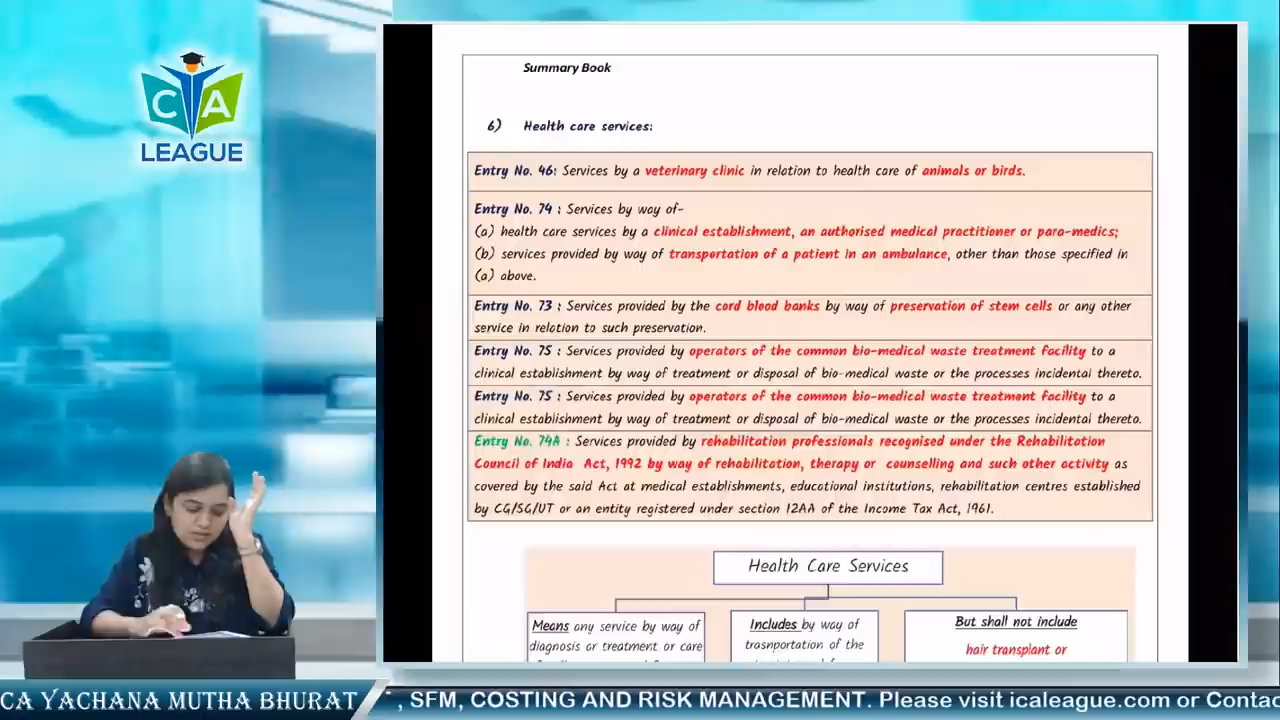 C A
LEAGUE
Summary Book
6) Health care services:
Entry No. 46: Services by a veterinary clinic in relation to health care of animals or birds.
Entry No. 74 : Services by way of-
(a) health care services by a clinical establishment, an authorised medical practitioner or para-medics;
(b) services provided by way of transportation of a patient in an ambulance, other than those specified in
(a) above.
Entry No. 73 : Services provided by the cord blood banks by way of preservation of stem cells or any other
service in relation to such preservation.
Entry No. 75 : Services provided by operators of the common bio-medical waste treatment facility to a
clinical establishment by way of treatment or disposal of bio-medical waste or the processes incidental thereto.
Entry No. 75 : Services provided by operators of the common bio-medical waste treatment facility to a
clinical establishment by way of treatment or disposal of bio-medical waste or the processes incidental thereto.
Entry No. 74A : Services provided by rehabilitation professionals recognised under the Rehabilitation
Council of India Act, 1992 by way of rehabilitation, therapy or counselling and such other activity as
covered by the said Act at medical establishments, educational institutions, rehabilitation centres established
by CG/SG/UT or an entity registered under section 12AA of the Income Tax Act, 1961.
Health Care Services
Means any service by way of
diagnosis or treatment or care
Includes by way of
trasnportation of the
But shall not include
hair transplant or
CA YACHANA MUTHA BHURAT
", SFM, COSTING AND RISK MANAGEMENT. Please visit icaleague.com or Contac